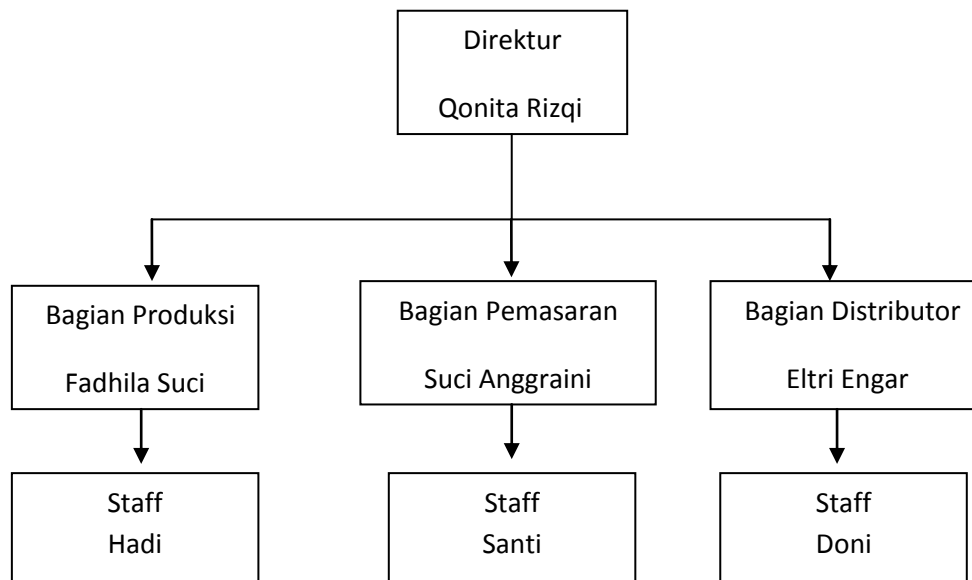 Direktur
Qonita Rizqi
Bagian Produksi
Fadhila Suci
Bagian Pemasaran
Suci Anggraini
Bagian Distributor
Eltri Engar
Staff
Hadi
Staff
Santi
Staff
Doni